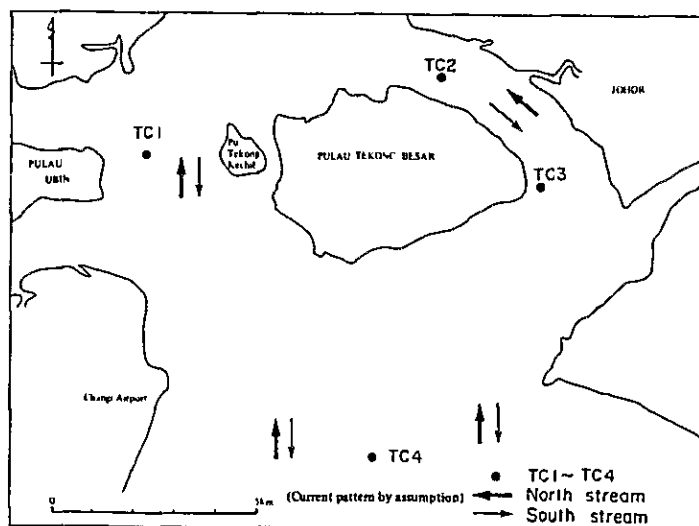 TC2
JOHOR
TC1
PULAU
UBIN
Pu
Tekong
Kechil
PULAU TEKONG BESAR
TC3
Changi Airport
TC4
0
5km
(Current pattern by assumption)
TC1~TC4
North stream
South stream